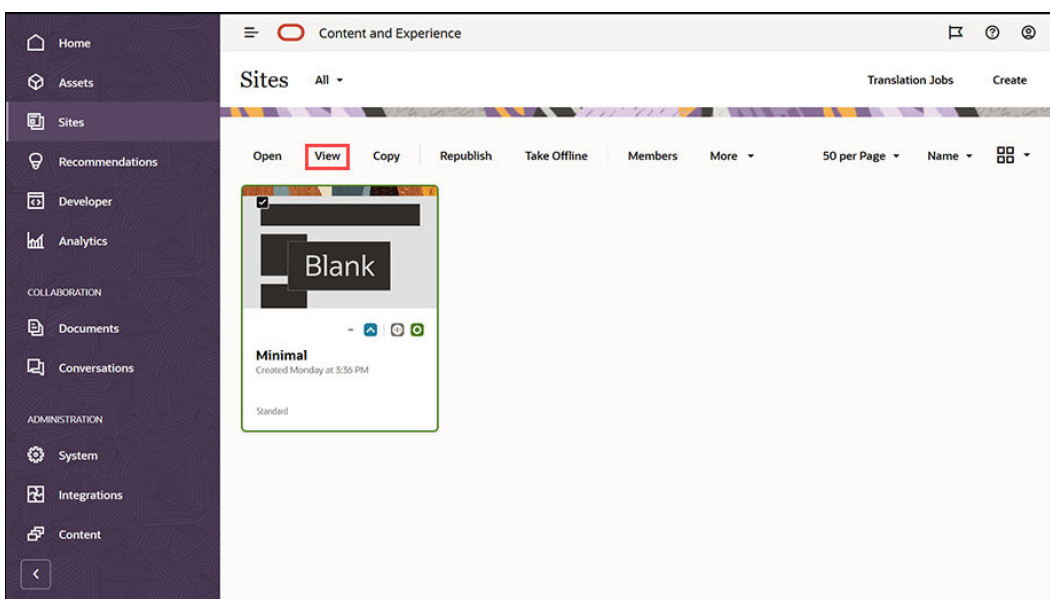 Home
Assets
Sites
Recommendations
Developer
Analytics
COLLABORATION
Documents
Conversations
ADMINISTRATION
System
Integrations
Content
Content and Experience
Sites All
Translation Jobs Create
Open View Copy Republish Take Offline Members More 50 per Page Name
Blank
Minimal
Created Monday at 3:36 PM
Standard